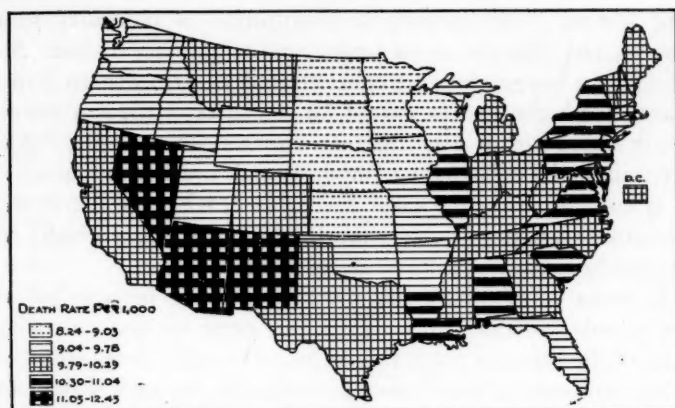 D.C.
DEATH RATE PER 1,000
8.24-9.03
9.04-9.78
9.79-10.29
10.30-11.04
11.05-12.45